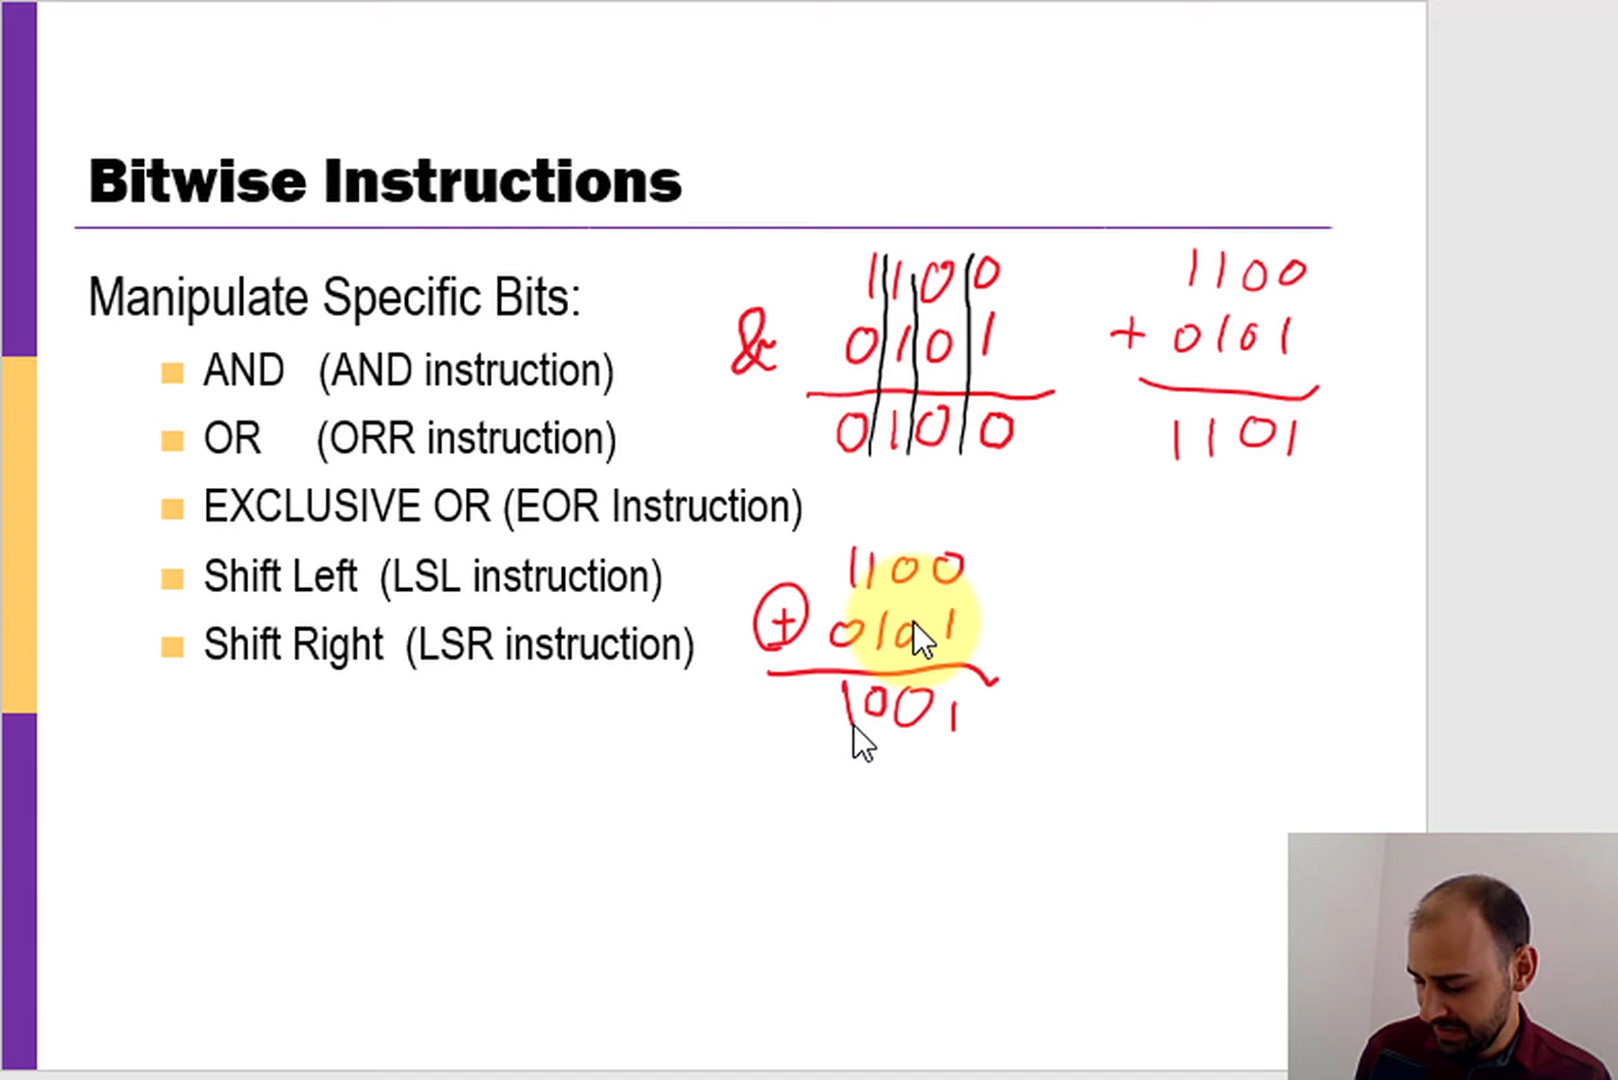 Bitwise Instructions
Manipulate Specific Bits:
AND (AND instruction)
OR (ORR instruction)
EXCLUSIVE OR (EOR Instruction)
Shift Left (LSL instruction)
Shift Right (LSR instruction)
1100
& 0101
0100
1100
+ 0101
1101
1100
⊕ 0101
1001